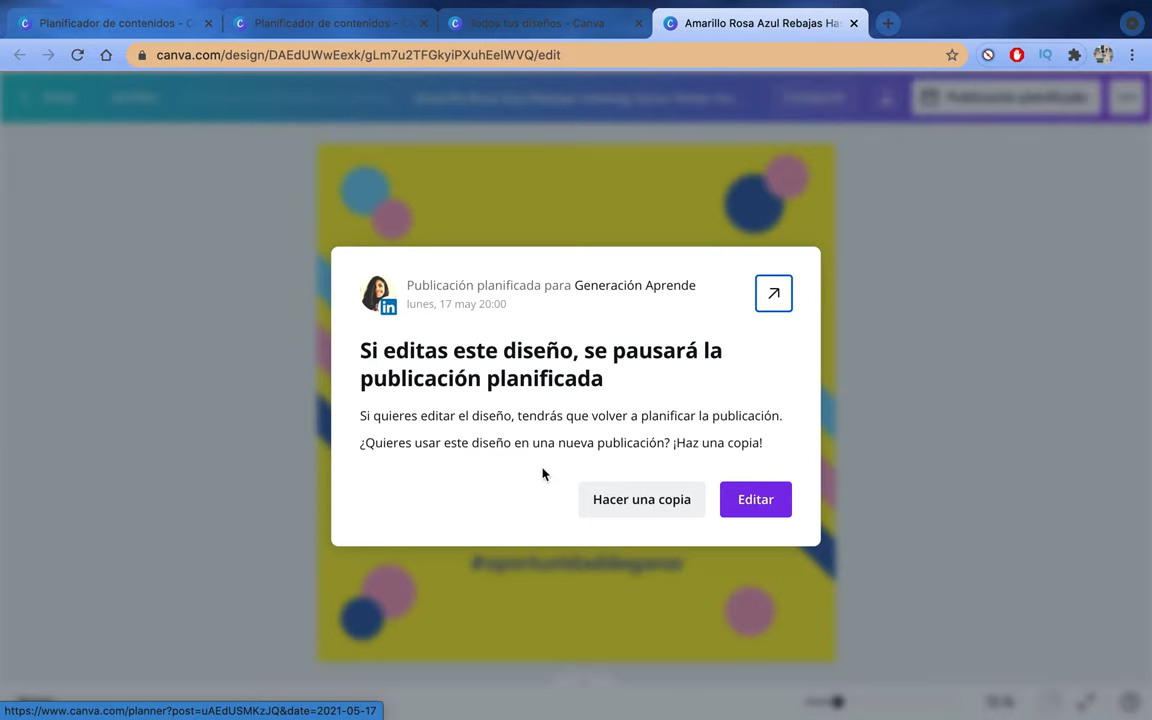 Planificador de contenidos - C
Planificador de contenidos - C
Todos tus diseños - Canva
Amarillo Rosa Azul Rebajas Ha
canva.com/design/DAEdUWwEexk/gLm7u2TFGkyiPXuhEeIWVQ/edit
Publicación planificada
Publicación planificada para Generación Aprende
lunes, 17 may 20:00
in
Si editas este diseño, se pausará la
publicación planificada
Si quieres editar el diseño, tendrás que volver a planificar la publicación.
¿Quieres usar este diseño en una nueva publicación? ¡Haz una copia!
Hacer una copia
Editar
https://www.canva.com/planner?post=uAEdUSMKzJQ&date=2021-05-17